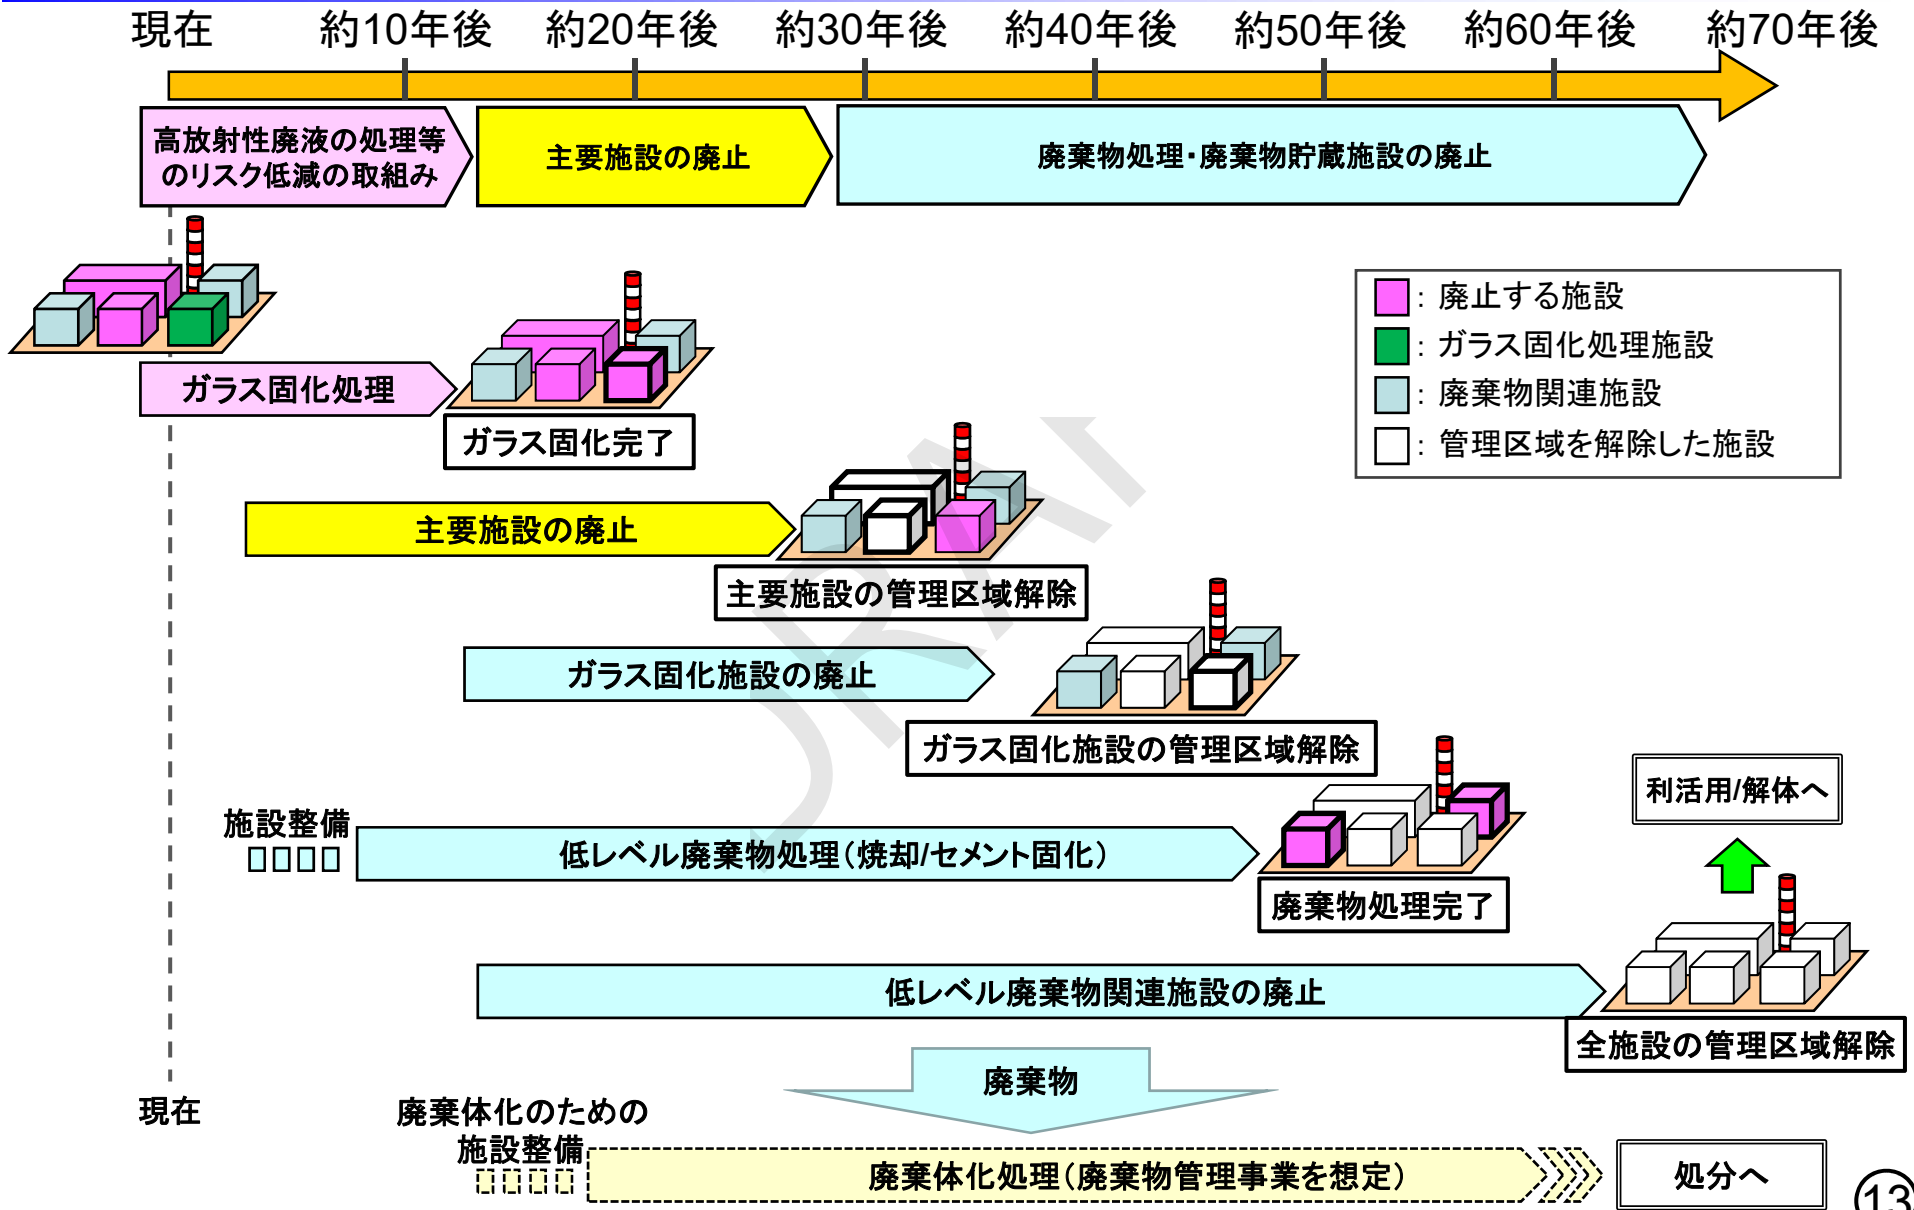 現在
約10年後
約20年後
約30年後
約40年後
約50年後
約60年後
約70年後
高放射性廃液の処理等
のリスク低減の取組み
主要施設の廃止
廃棄物処理・廃棄物貯蔵施設の廃止
：廃止する施設
：ガラス固化処理施設
：廃棄物関連施設
：管理区域を解除した施設
ガラス固化処理
ガラス固化完了
主要施設の廃止
主要施設の管理区域解除
ガラス固化施設の廃止
ガラス固化施設の管理区域解除
利活用/解体へ
施設整備
低レベル廃棄物処理（焼却/セメント固化）
廃棄物処理完了
低レベル廃棄物関連施設の廃止
全施設の管理区域解除
廃棄物
現在
廃棄体化のための
施設整備
廃棄体化処理（廃棄物管理事業を想定）
処分へ
13